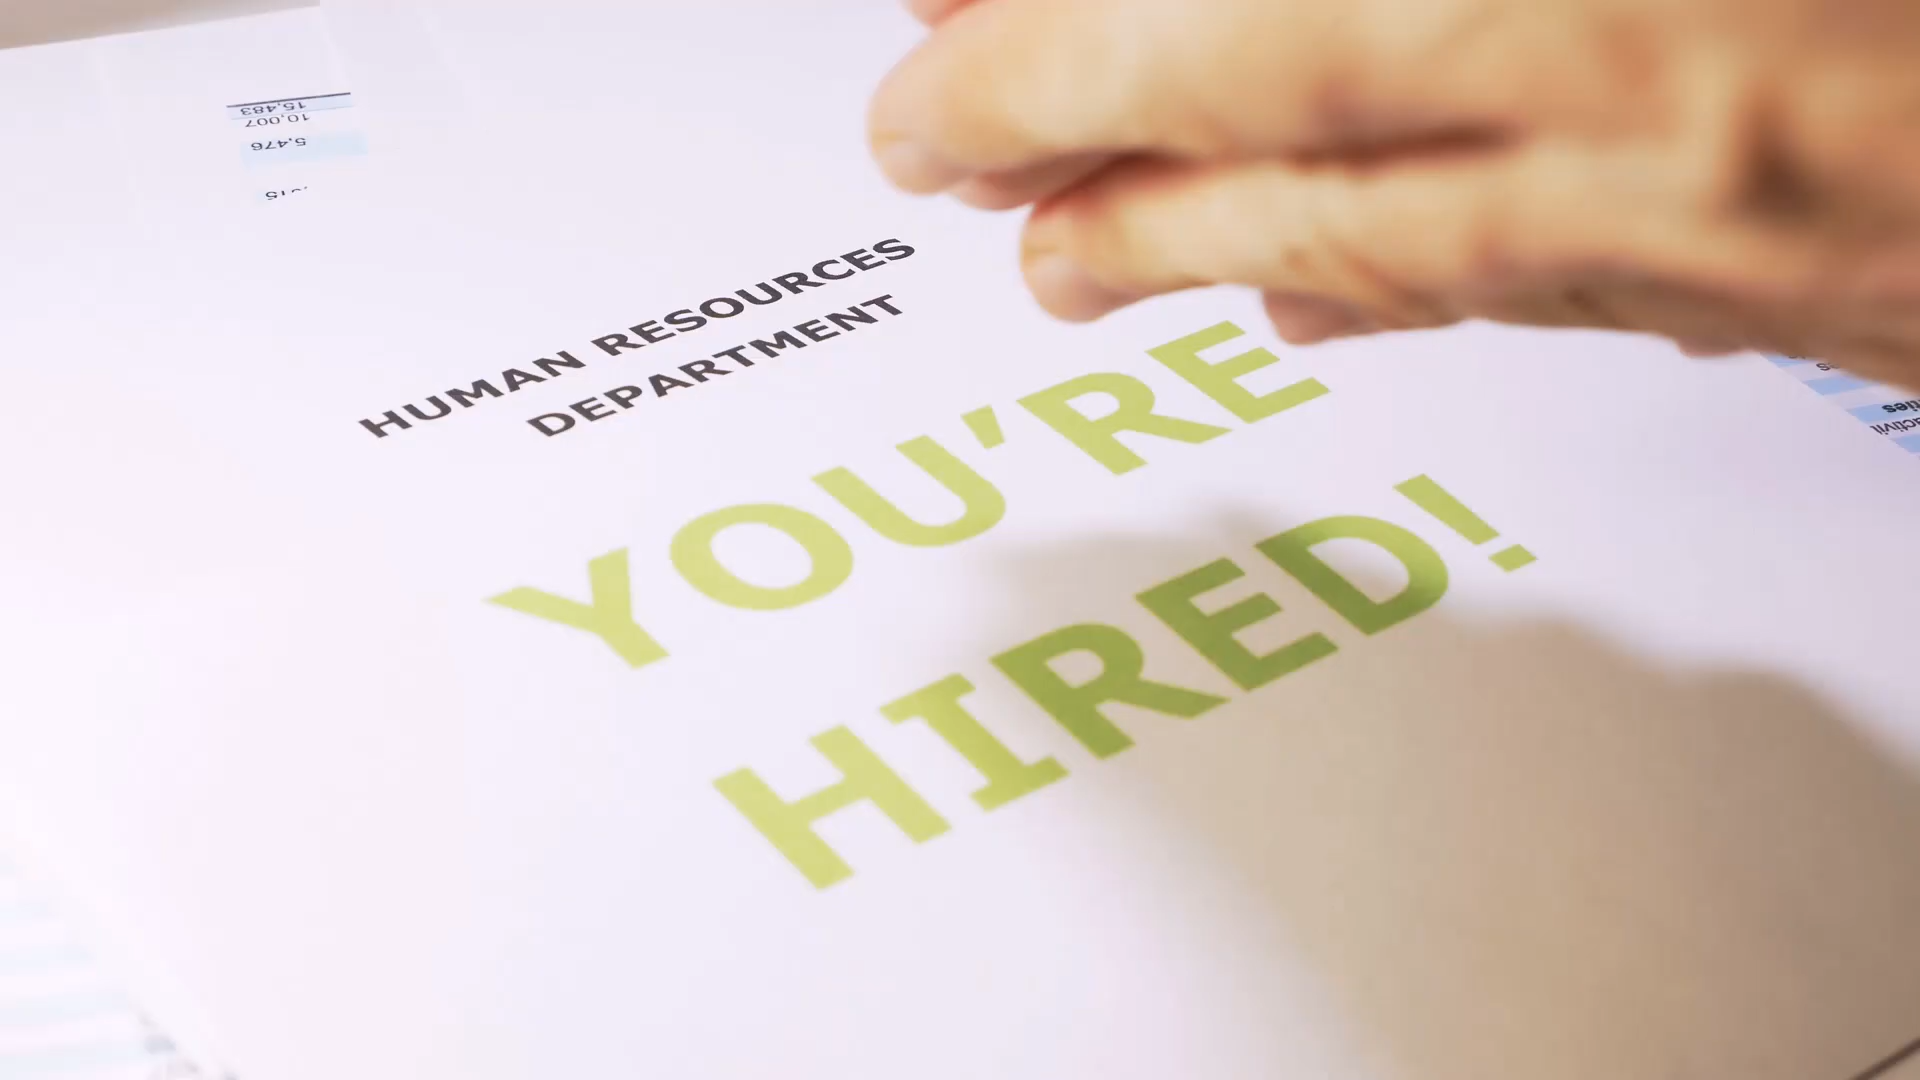 15,483
10,007
5,476
HUMAN RESOURCES
DEPARTMENT
YOU'RE
HIRED!